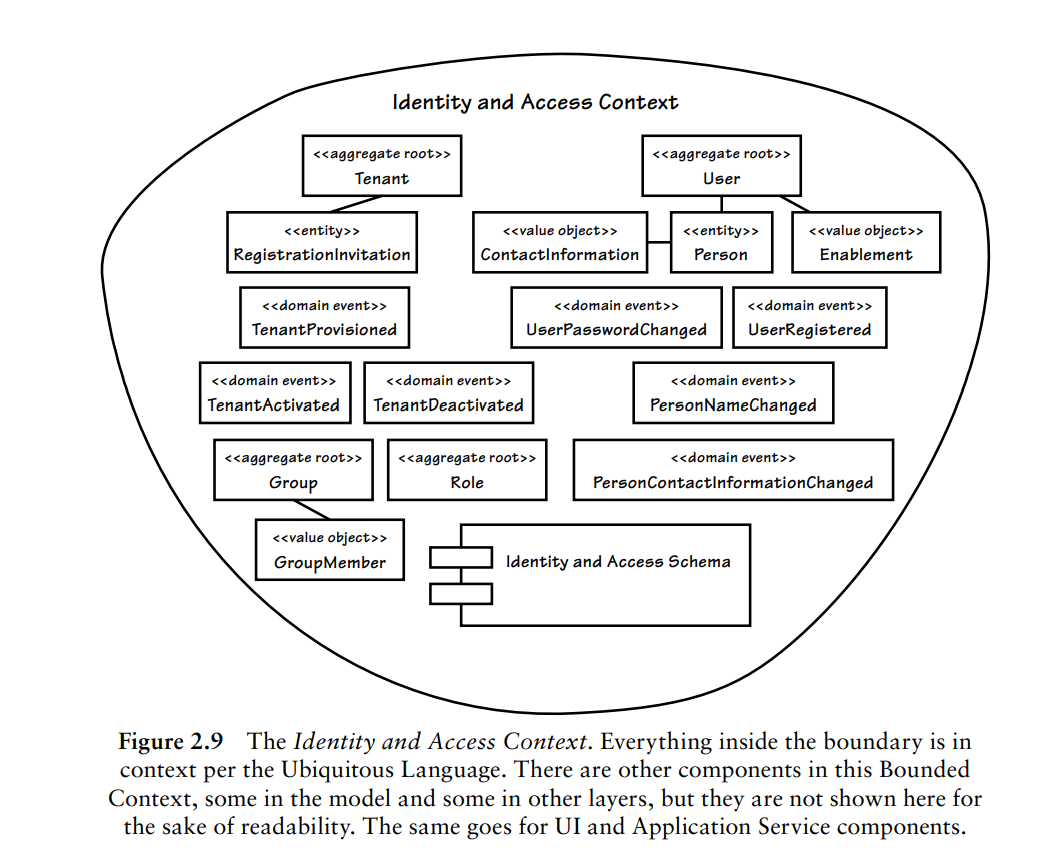 Identity and Access Context
<<aggregate root>>
Tenant
<<aggregate root>>
User
<<entity>>
RegistrationInvitation
<<value object>>
ContactInformation
<<entity>>
Person
<<value object>>
Enablement
<<domain event>>
TenantProvisioned
<<domain event>>
UserPasswordChanged
<<domain event>>
UserRegistered
<<domain event>>
TenantActivated
<<domain event>>
TenantDeactivated
<<domain event>>
PersonNameChanged
<<aggregate root>>
Group
<<aggregate root>>
Role
<<domain event>>
PersonContactInformationChanged
<<value object>>
GroupMember
Identity and Access Schema
Figure 2.9 The Identity and Access Context. Everything inside the boundary is in
context per the Ubiquitous Language. There are other components in this Bounded
Context, some in the model and some in other layers, but they are not shown here for
the sake of readability. The same goes for UI and Application Service components.